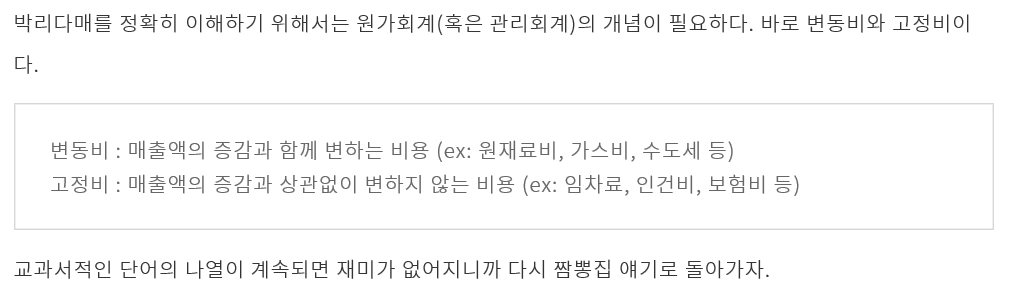 박리다매를 정확히 이해하기 위해서는 원가회계(혹은 관리회계)의 개념이 필요하다. 바로 변동비와 고정비이
다.
변동비 : 매출액의 증감과 함께 변하는 비용 (ex: 원재료비, 가스비, 수도세 등)
고정비 : 매출액의 증감과 상관없이 변하지 않는 비용 (ex: 임차료, 인건비, 보험비 등)
교과서적인 단어의 나열이 계속되면 재미가 없어지니까 다시 짬뽕집 얘기로 돌아가자.